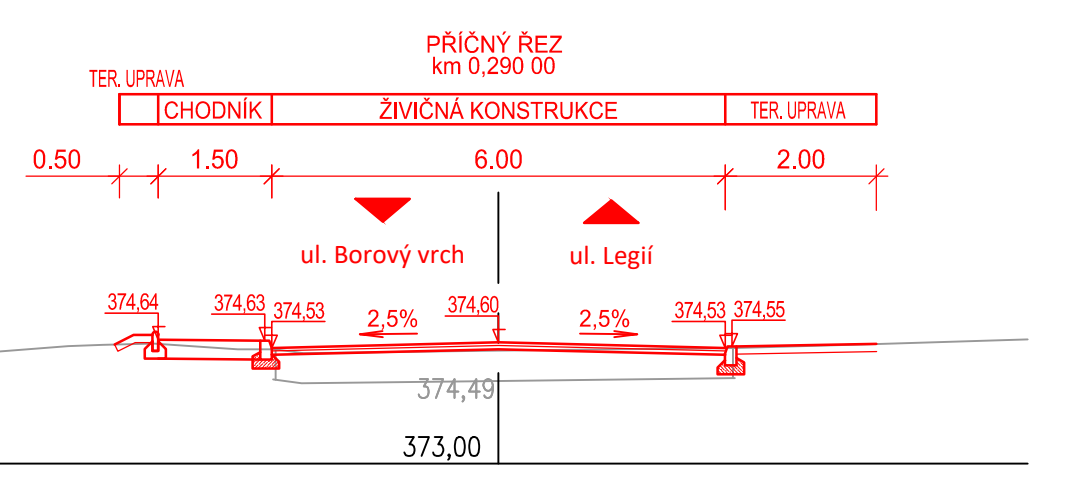 PŘÍČNÝ ŘEZ
km 0,290 00
TER. UPRAVA
CHODNÍK ŽIVIČNÁ KONSTRUKCE TER. UPRAVA
0.50 1.50 6.00 2.00
ul. Borový vrch ul. Legií
374,64 374,63 374,53 2,5% 374,60 2,5% 374,53 374,55
374,49
373,00